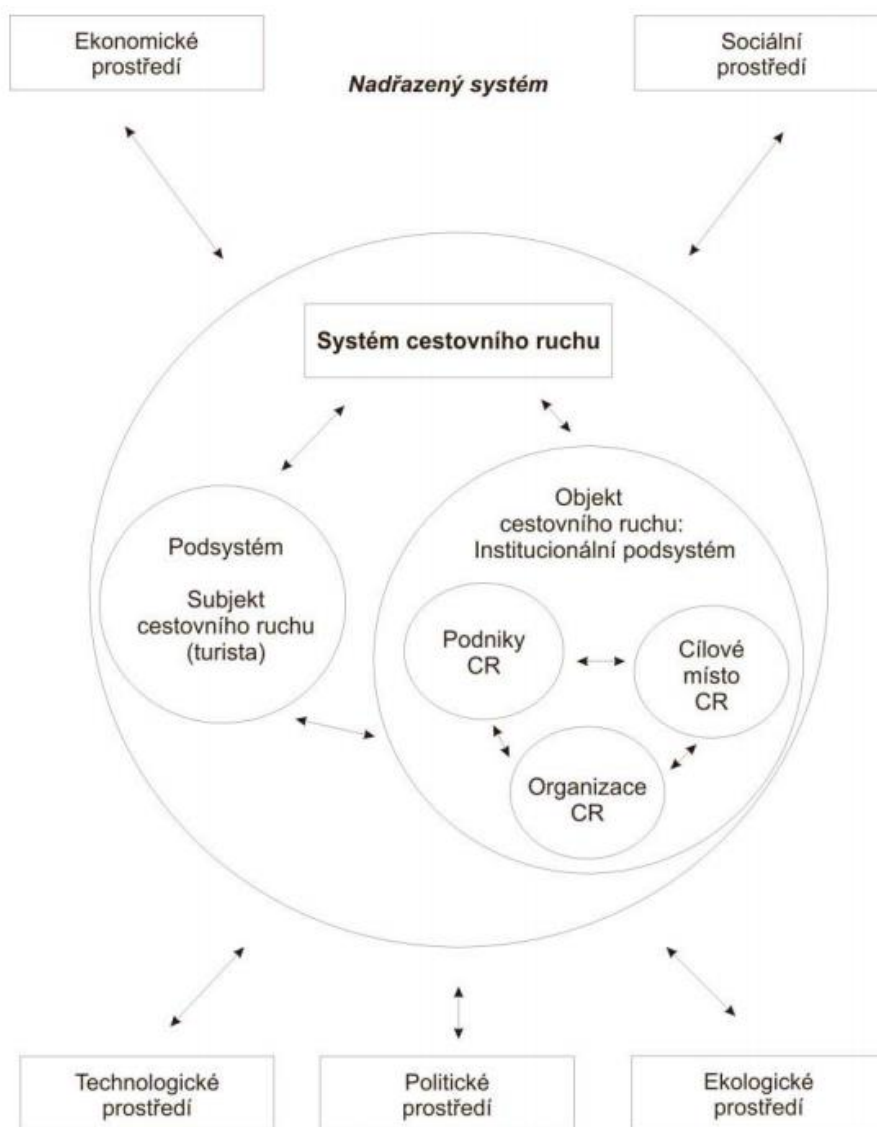 Ekonomické
prostředí
Sociální
prostředí
Nadřazený systém
Systém cestovního ruchu
Podsystém
Subjekt
cestovního ruchu
(turista)
Objekt
cestovního ruchu:
Institucionální podsystém
Podniky
CR
Cílové
místo
CR
Organizace
CR
Technologické
prostředí
Politické
prostředí
Ekologické
prostředí